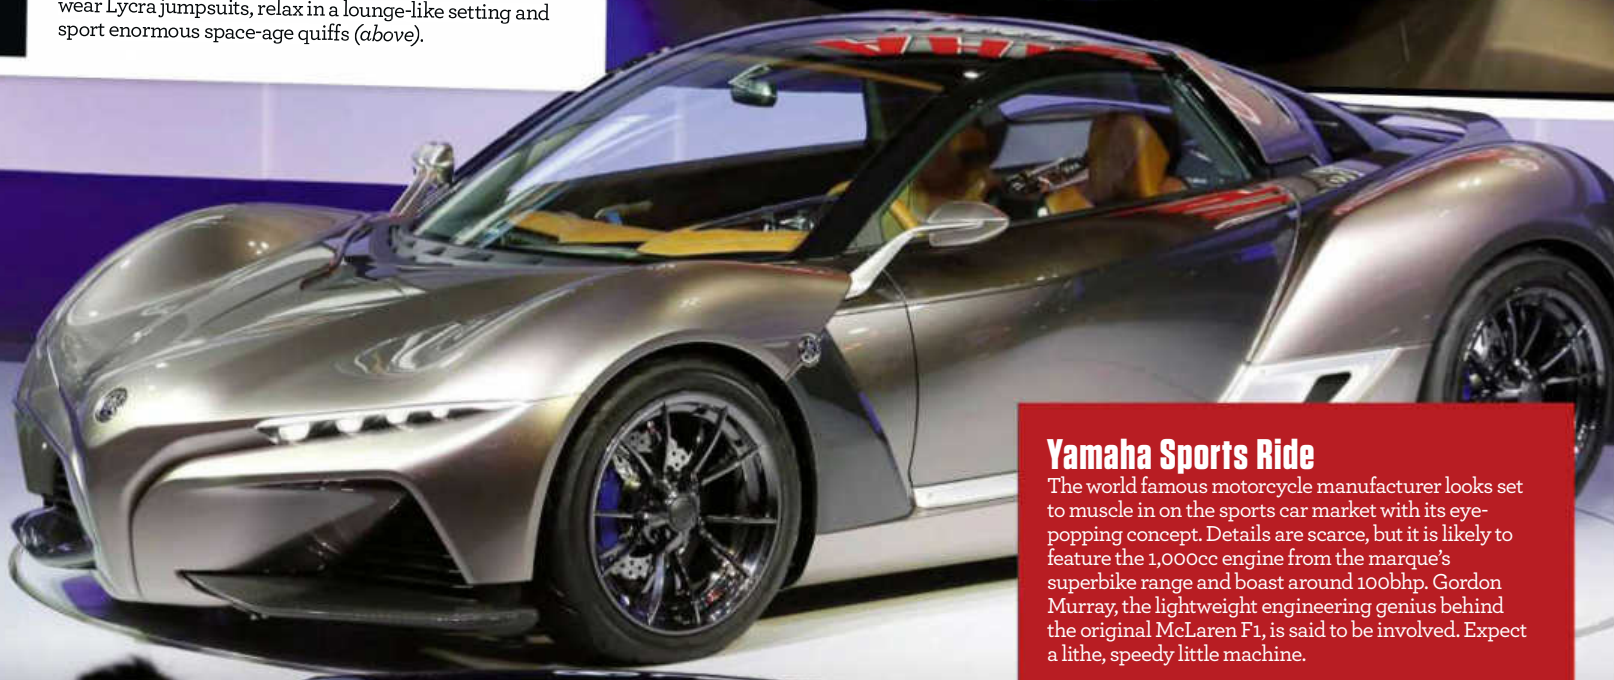 wear Lycra jumpsuits, relax in a lounge-like setting and
sport enormous space-age quiffs (above).
Yamaha Sports Ride
The world famous motorcycle manufacturer looks set
to muscle in on the sports car market with its eye-
popping concept. Details are scarce, but it is likely to
feature the 1,000cc engine from the marque's
superbike range and boast around 100bhp. Gordon
Murray, the lightweight engineering genius behind
the original McLaren F1, is said to be involved. Expect
a lithe, speedy little machine.